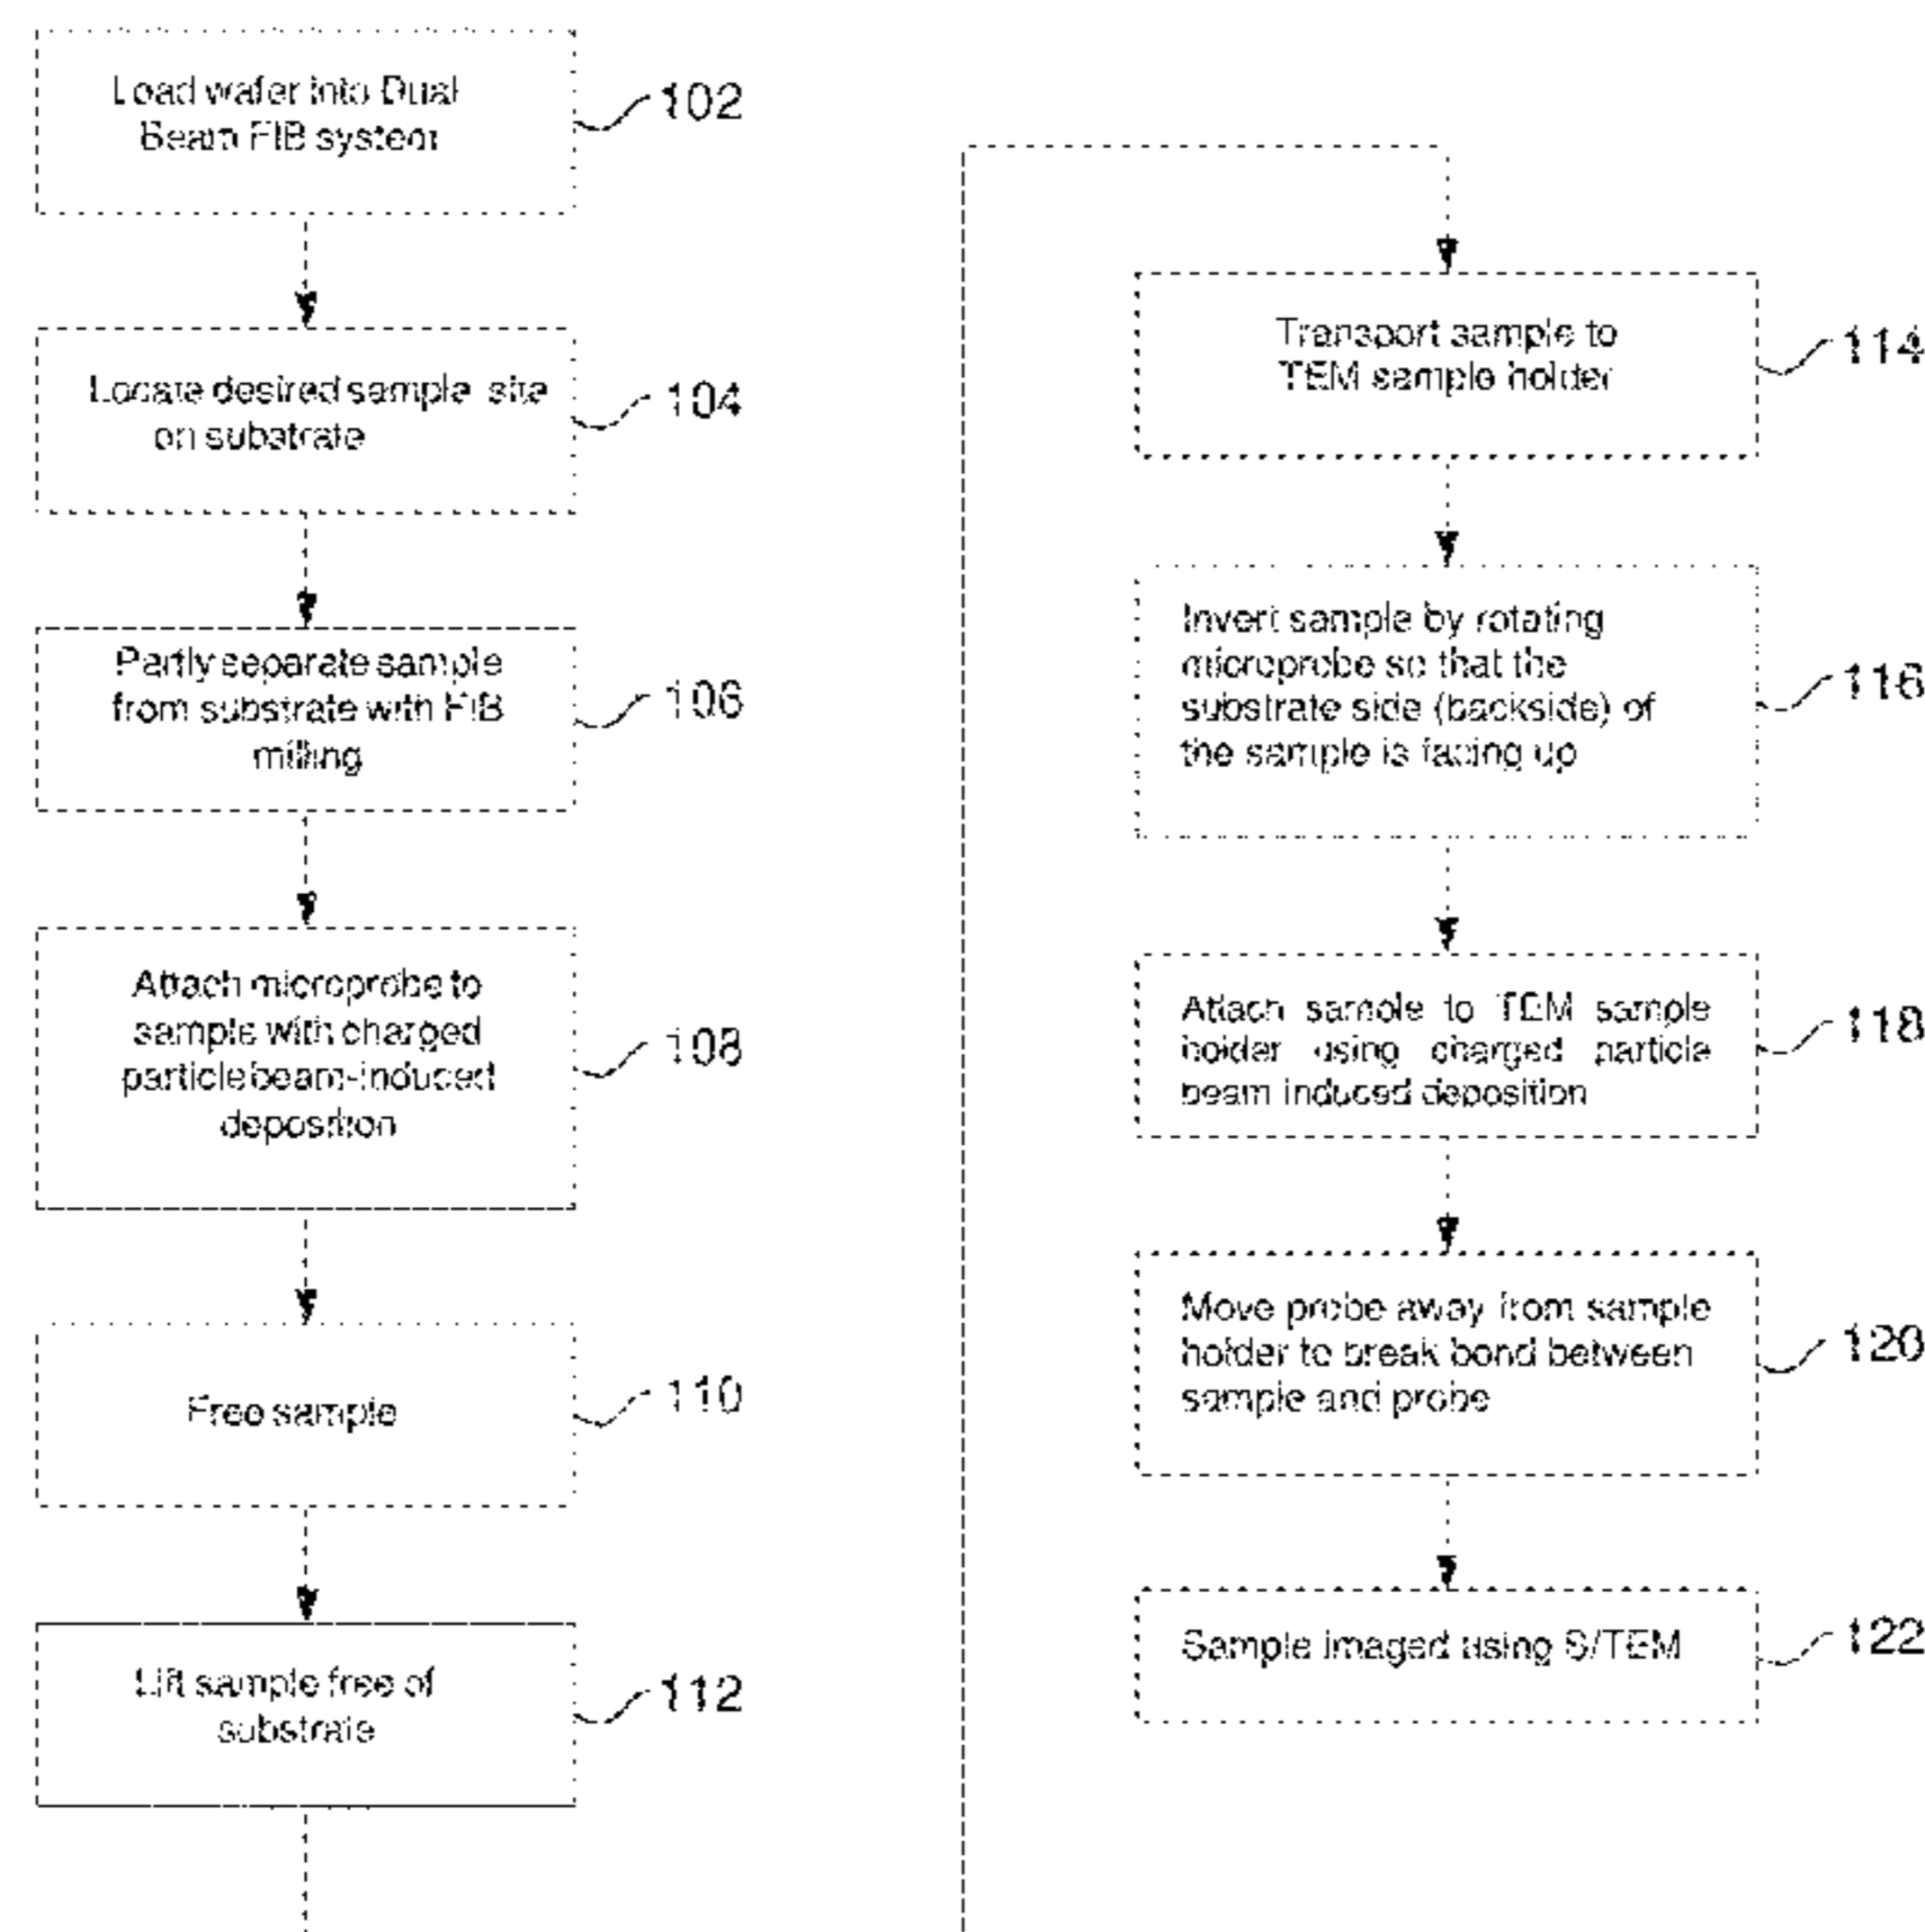 Load wafer into Dual
Beam FIB system
102
Locate desired sample site
on substrate
104
Partly separate sample
from substrate with FIB
milling
106
Attach microprobe to
sample with charged
particle beam-induced
deposition
108
Free sample
110
Lift sample free of
substrate
112
Transport sample to
TEM sample holder
114
Invert sample by rotating
microprobe so that the
substrate side (backside) of
the sample is facing up
116
Attach sample to TEM sample
holder using charged particle
beam induced deposition
118
Move probe away from sample
holder to break bond between
sample and probe
120
Sample imaged using S/TEM
122